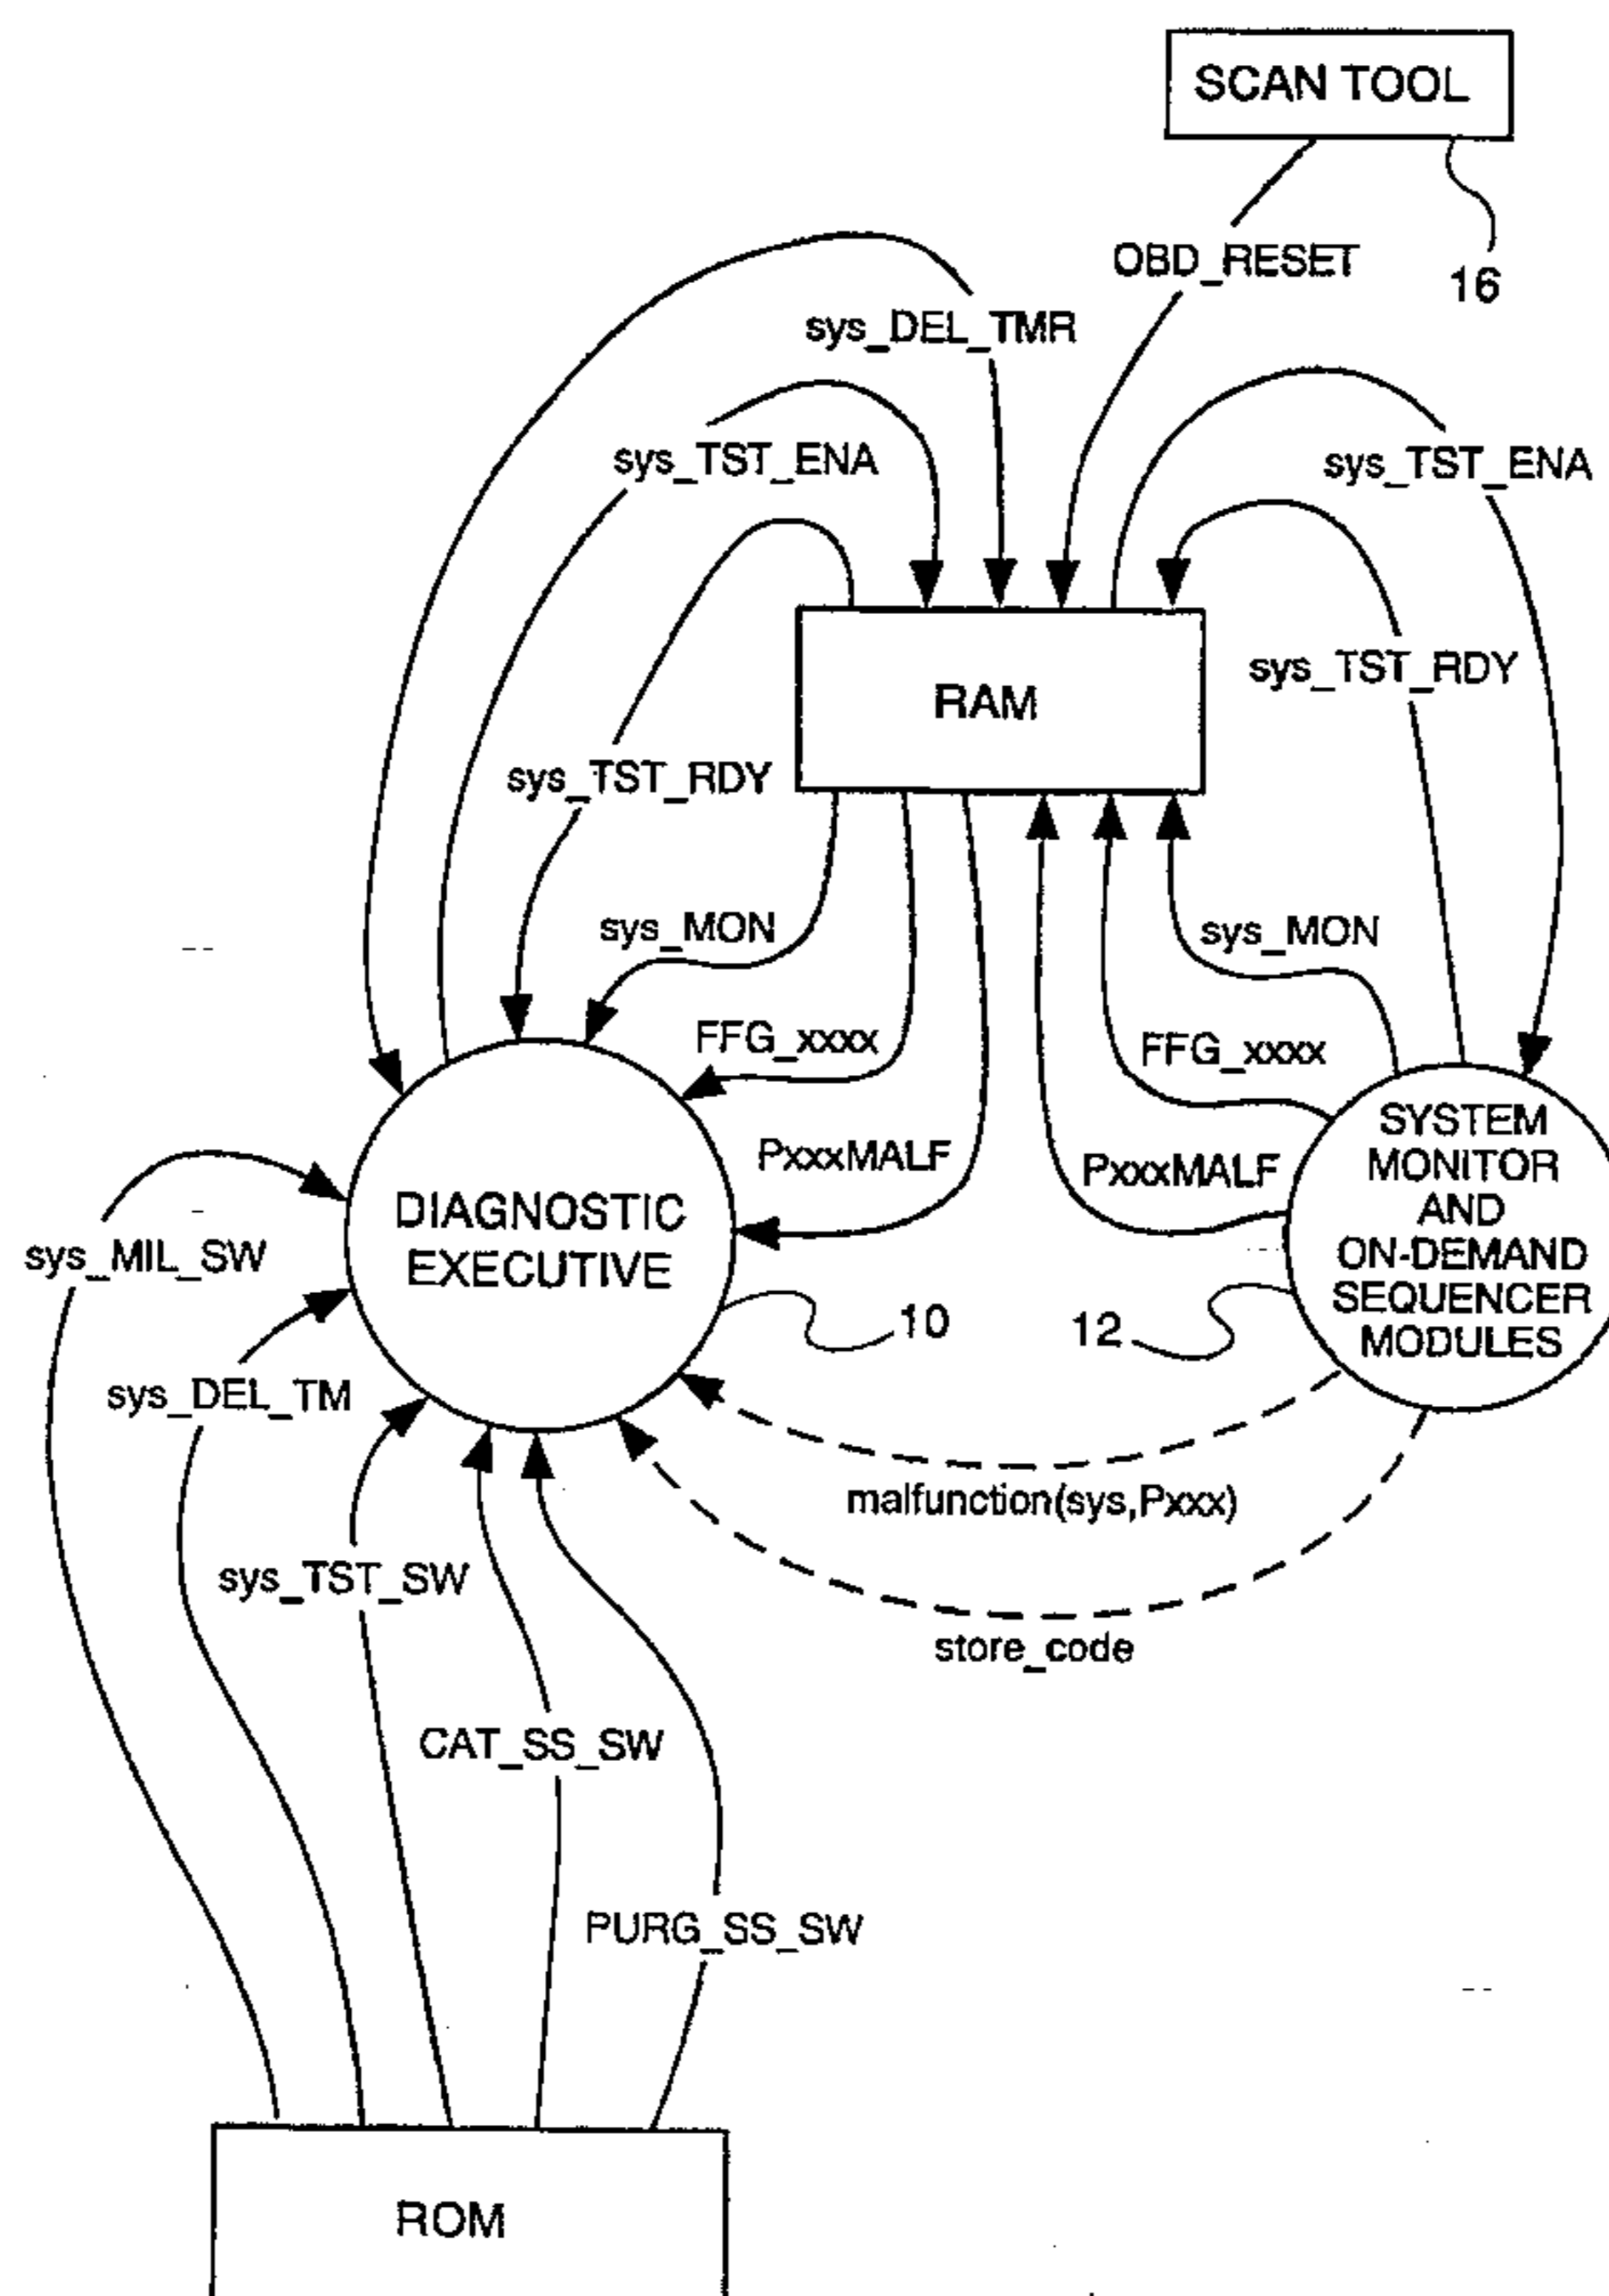 SCAN TOOL
OBD_RESET
16
sys_DEL_TMR
sys_TST_ENA
sys_TST_ENA
sys_TST_RDY
RAM
sys_TST_RDY
sys_MON
sys_MON
FFG_xxxx
FFG_xxxx
PxxxMALF
PxxxMALF
SYSTEM
MONITOR
AND
ON-DEMAND
SEQUENCER
MODULES
DIAGNOSTIC
EXECUTIVE
sys_MIL_SW
10
12
sys_DEL_TM
malfunction(sys,Pxxx)
sys_TST_SW
store_code
CAT_SS_SW
PURG_SS_SW
ROM